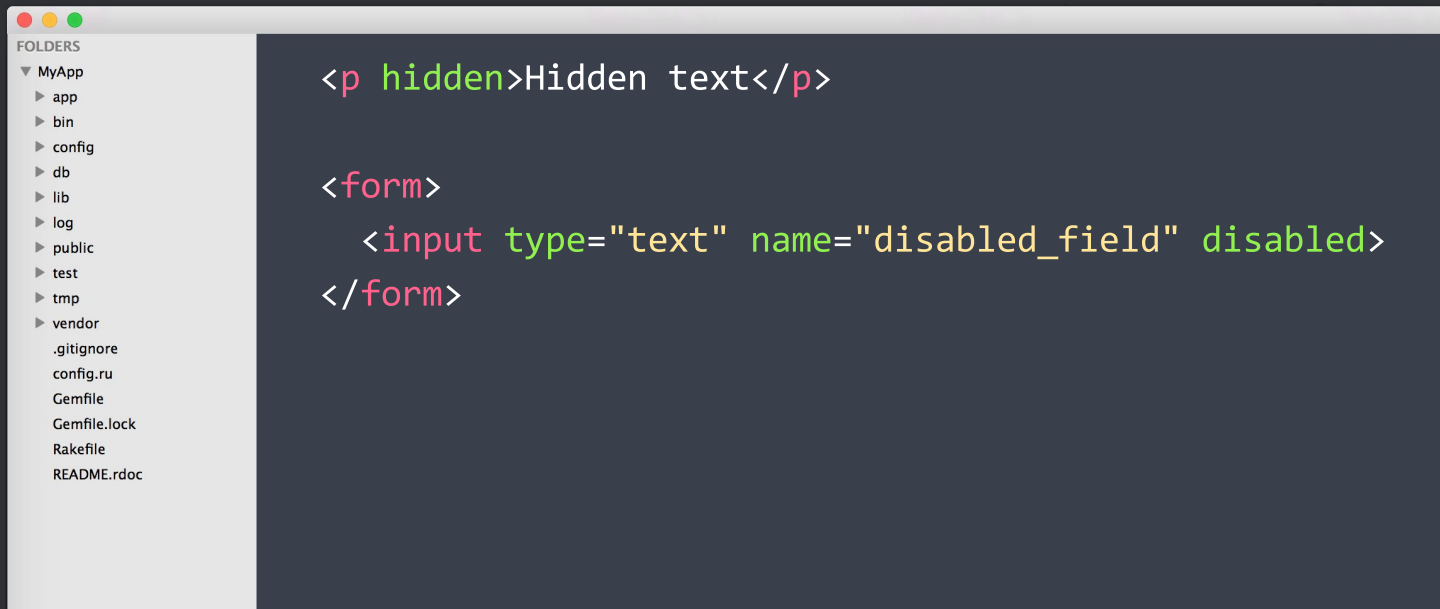 FOLDERS
MyApp
app
bin
config
db
lib
log
public
test
tmp
vendor
.gitignore
config.ru
Gemfile
Gemfile.lock
Rakefile
README.rdoc
<p hidden>Hidden text</p>
<form>
  <input type="text" name="disabled_field" disabled>
</form>